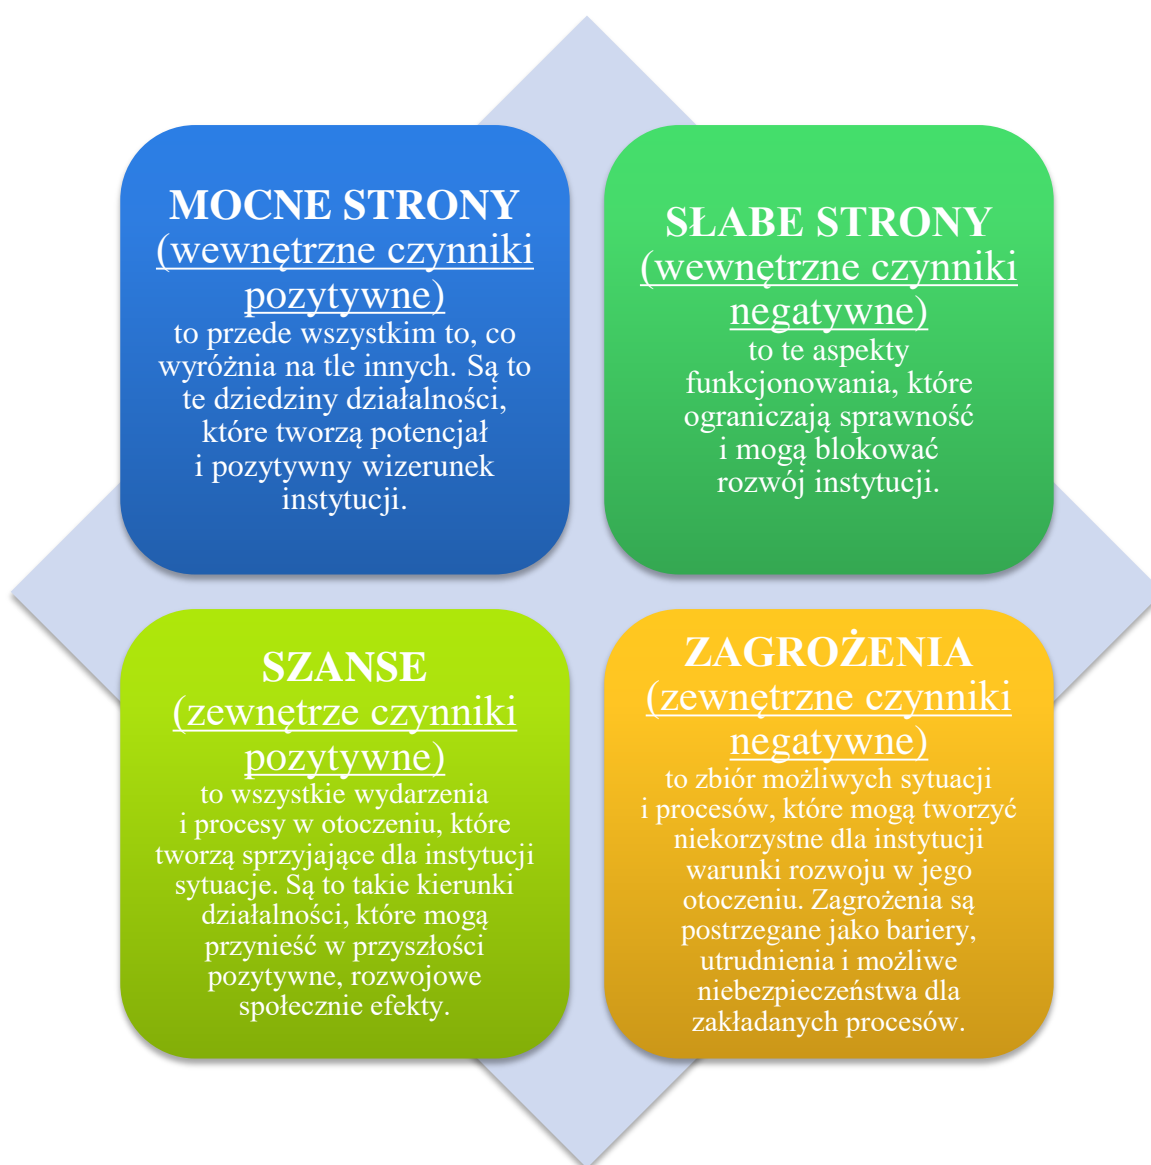 MOCNE STRONY
(wewnętrzne czynniki
pozytywne)
to przede wszystkim to, co
wyróżnia na tle innych. Są to
te dziedziny działalności,
które tworzą potencjał
i pozytywny wizerunek
instytucji.
SŁABE STRONY
(wewnętrzne czynniki
negatywne)
to te aspekty
funkcjonowania, które
ograniczają sprawność
i mogą blokować
rozwój instytucji.
SZANSE
(zewnętrze czynniki
pozytywne)
to wszystkie wydarzenia
i procesy w otoczeniu, które
tworzą sprzyjające dla instytucji
sytuacje. Są to takie kierunki
działalności, które mogą
przynieść w przyszłości
pozytywne, rozwojowe
społecznie efekty.
ZAGROŻENIA
(zewnętrzne czynniki
negatywne)
to zbiór możliwych sytuacji
i procesów, które mogą tworzyć
niekorzystne dla instytucji
warunki rozwoju w jego
otoczeniu. Zagrożenia są
postrzegane jako bariery,
utrudnienia i możliwe
niebezpieczeństwa dla
zakładanych procesów.